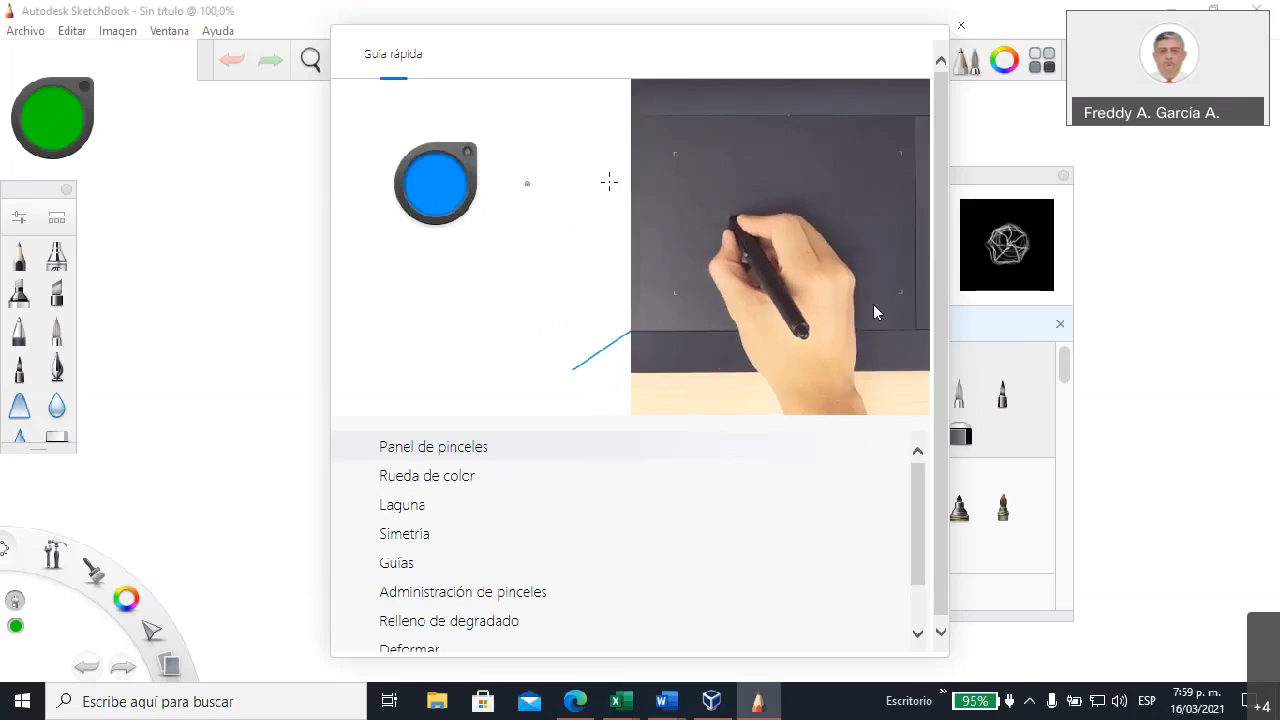 Autodesk SketchBook - Sin título @ 100,0%
Archivo Editar Imagen Ventana Ayuda
Guía rápida
Freddy A. García A.
Panel de pinceles
Rueda de color
Laguna
Simetría
Guías
Administración de pinceles
Relleno de degradado
Deformar
Escribe aquí para buscar
Escritorio
95%
ESP
7:59 p. m.
16/03/2021
+4